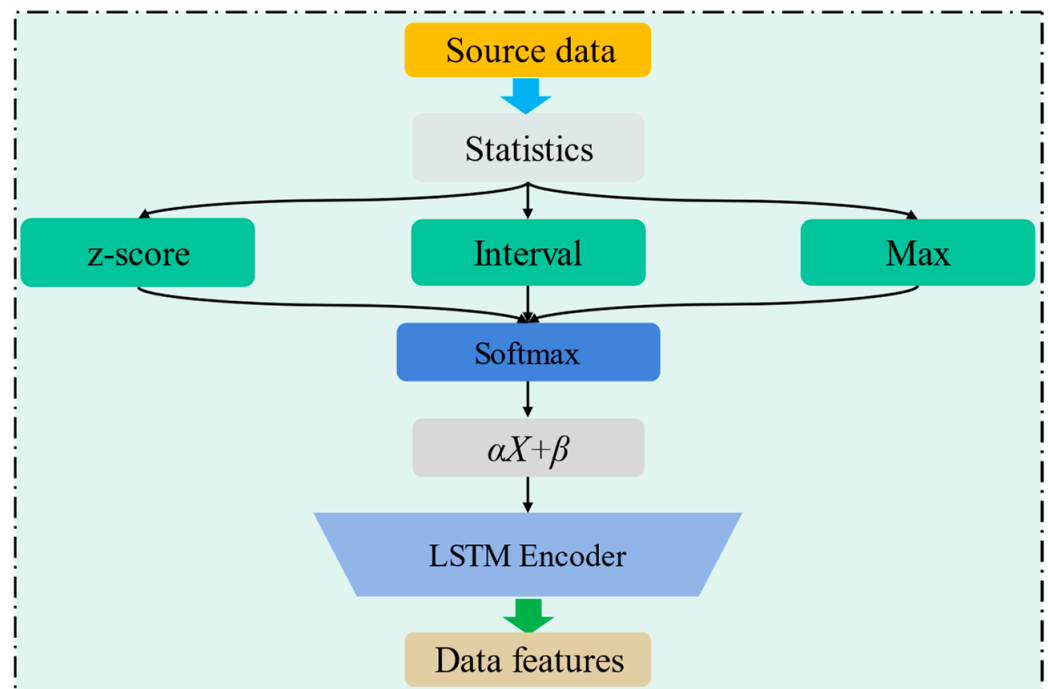 Source data
Statistics
z-score
Interval
Max
Softmax
αX+β
LSTM Encoder
Data features